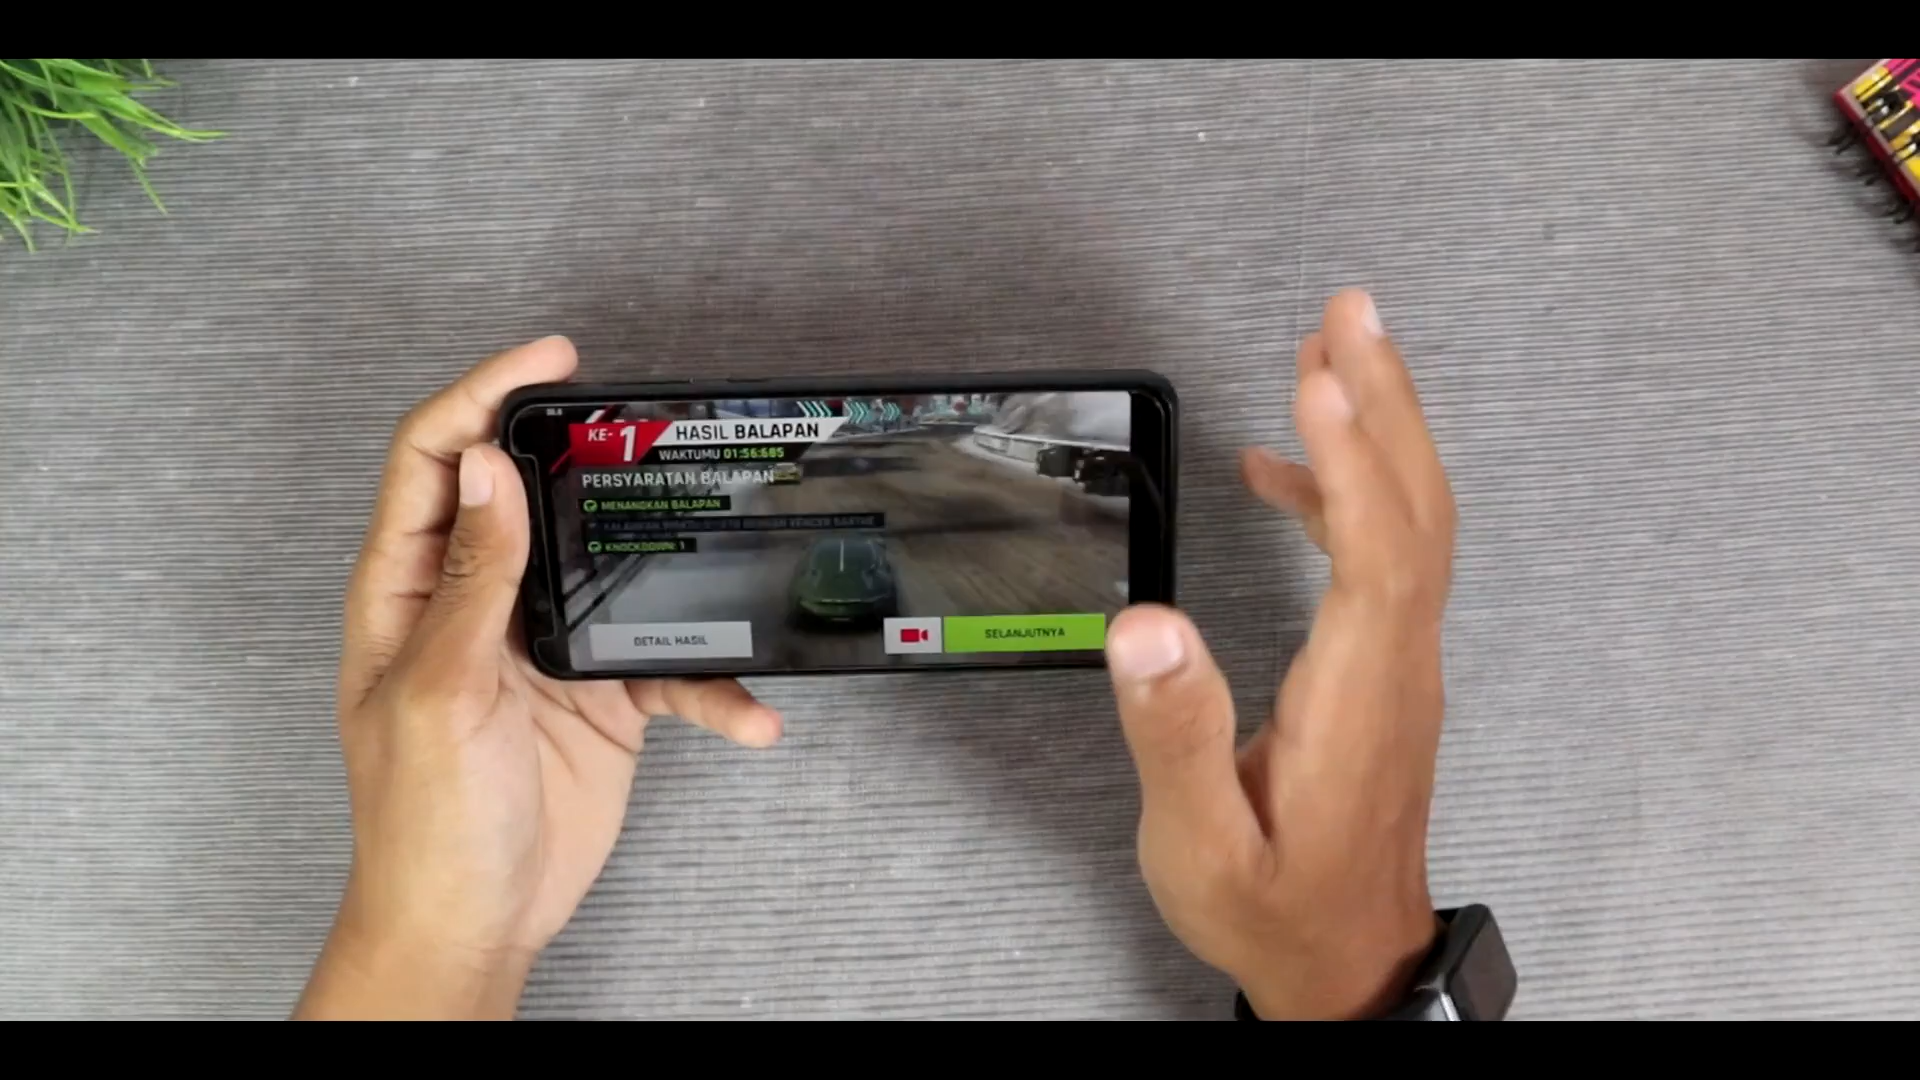 KE-1 HASIL BALAPAN
WAKTUMU 01:56:685
PERSYARATAN BALAPAN
MENANGKAN BALAPAN
KNOCKDOWN: 1
DETAIL HASIL
SELANJUTNYA